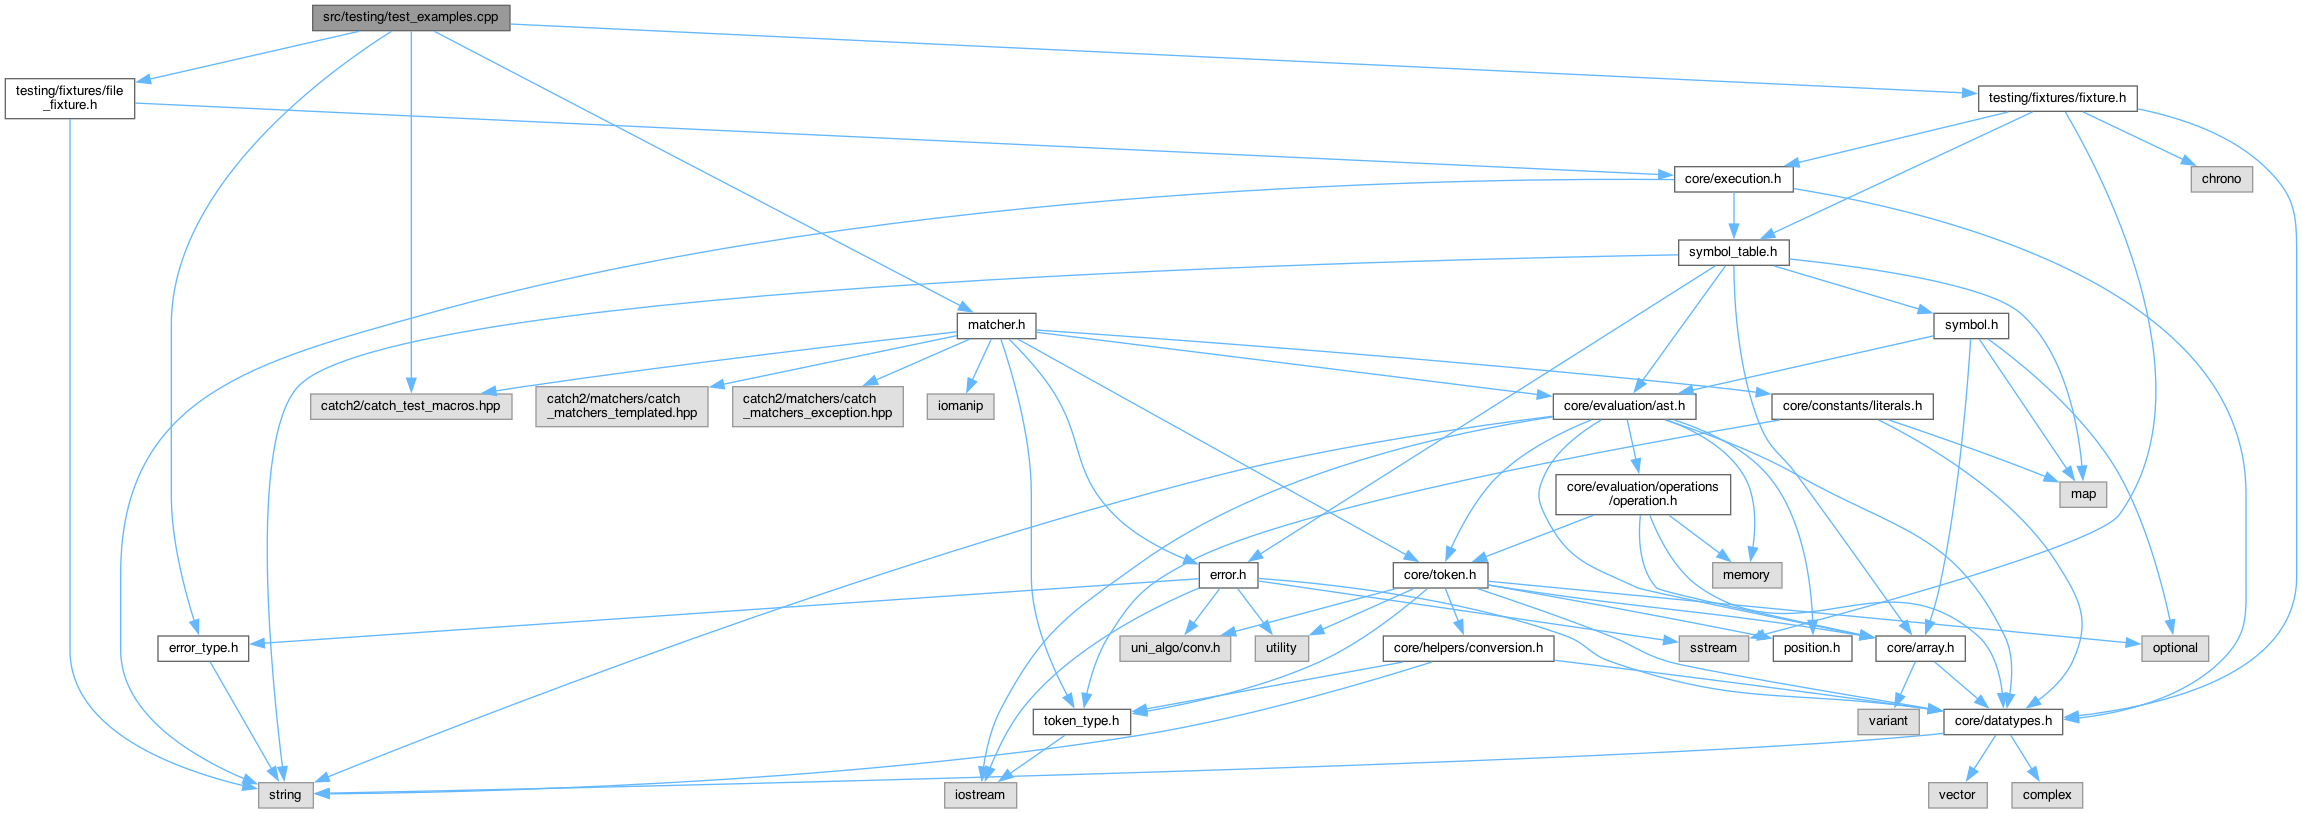 src/testing/test_examples.cpp
testing/fixtures/file
_fixture.h
testing/fixtures/fixture.h
core/execution.h
chrono
symbol_table.h
matcher.h
symbol.h
catch2/catch_test_macros.hpp
catch2/matchers/catch
_matchers_templated.hpp
catch2/matchers/catch
_matchers_exception.hpp
iomanip
core/evaluation/ast.h
core/constants/literals.h
core/evaluation/operations
/operation.h
map
error.h
core/token.h
memory
error_type.h
uni_algo/conv.h
utility
core/helpers/conversion.h
sstream
position.h
core/array.h
optional
token_type.h
variant
core/datatypes.h
string
iostream
vector
complex